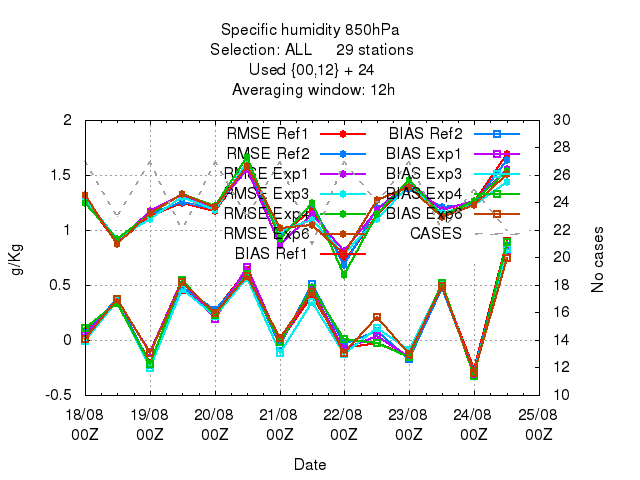 Specific humidity 850hPa
Selection: ALL 29 stations
Used {00,12} + 24
Averaging window: 12h
2 30
RMSE Ref1 BIAS Ref2
28
RMSE Ref2 BIAS Exp1
1.5 RMSE Exp1 BIAS Exp3 26
RMSE Exp3 BIAS Exp4
24
RMSE Exp4 BIAS Exp6
1 RMSE Exp6 CASES 22
BIAS Ref1
20
0.5 18
16
0 14
12
-0.5 10
g/Kg
No cases
18/08 19/08 20/08 21/08 22/08 23/08 24/08 25/08
00Z 00Z 00Z 00Z 00Z 00Z 00Z 00Z
Date